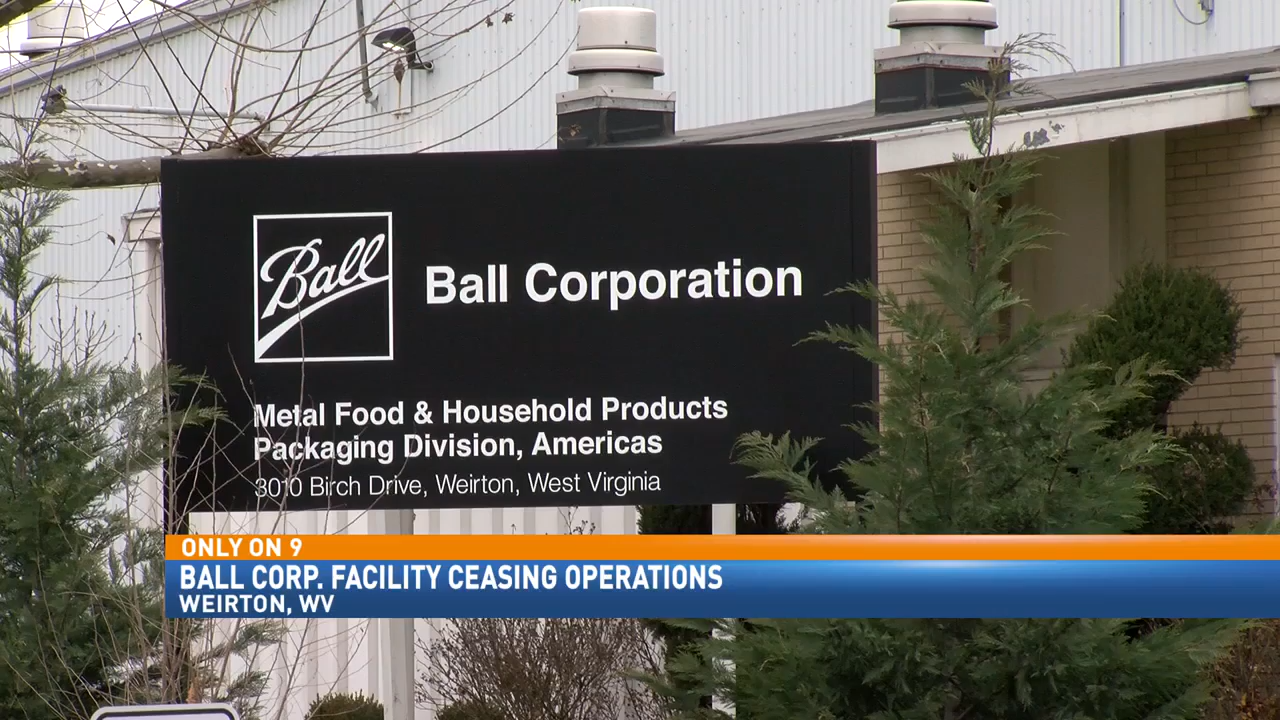 Ball
Ball Corporation
Metal Food & Household Products
Packaging Division, Americas
3010 Birch Drive, Weirton, West Virginia
ONLY ON 9
BALL CORP. FACILITY CEASING OPERATIONS
WEIRTON, WV